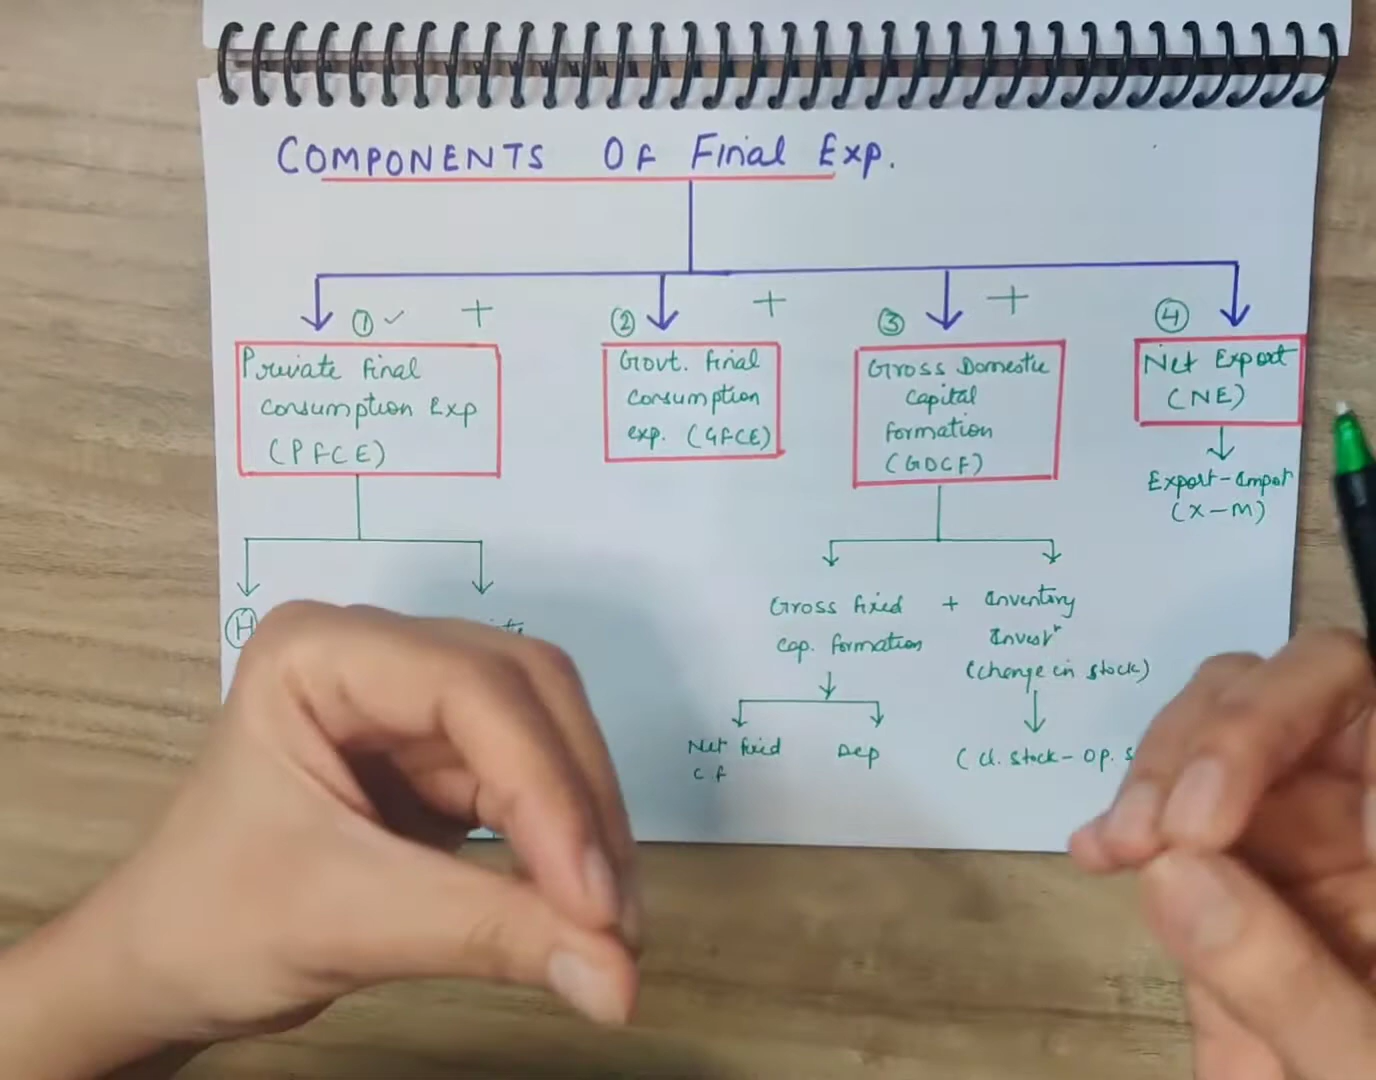 COMPONENTS OF Final Exp.
① ✓ + ② + ③ + ④
Private final
consumption Exp
(PFCE)
Govt. final
consumption
exp. (GFCE)
Gross Domestic
Capital
formation
(GDCF)
Net Export
(NE)
Export-Import
(X-M)
Ⓗ
Gross fixed + Inventory
cap. formation
Invest^n
(change in stock)
Net fixed
C f
Dep
(cl. stock - op. s